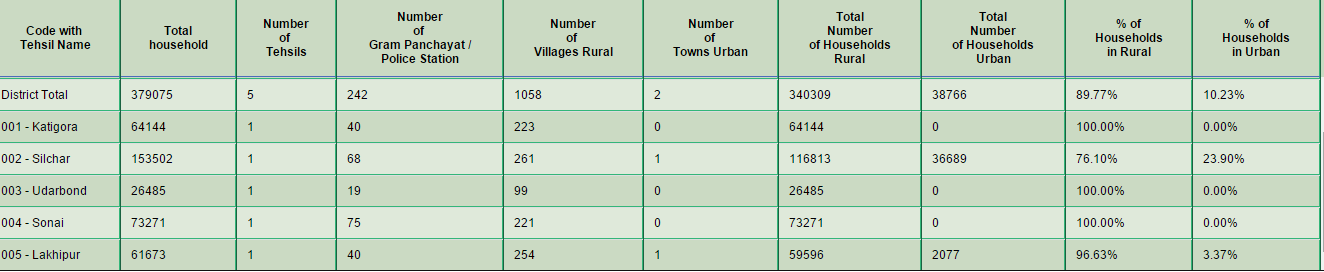 Code with Tehsil Name Total household Number of Tehsils Number of Gram Panchayat / Police Station Number of Villages Rural Number of Towns Urban Total Number of Households Rural Total Number of Households Urban % of Households in Rural % of Households in Urban
District Total 379075 5 242 1058 2 340309 38766 89.77% 10.23%
001 - Katigora 64144 1 40 223 0 64144 0 100.00% 0.00%
002 - Silchar 153502 1 68 261 1 116813 36689 76.10% 23.90%
003 - Udarbond 26485 1 19 99 0 26485 0 100.00% 0.00%
004 - Sonai 73271 1 75 221 0 73271 0 100.00% 0.00%
005 - Lakhipur 61673 1 40 254 1 59596 2077 96.63% 3.37%